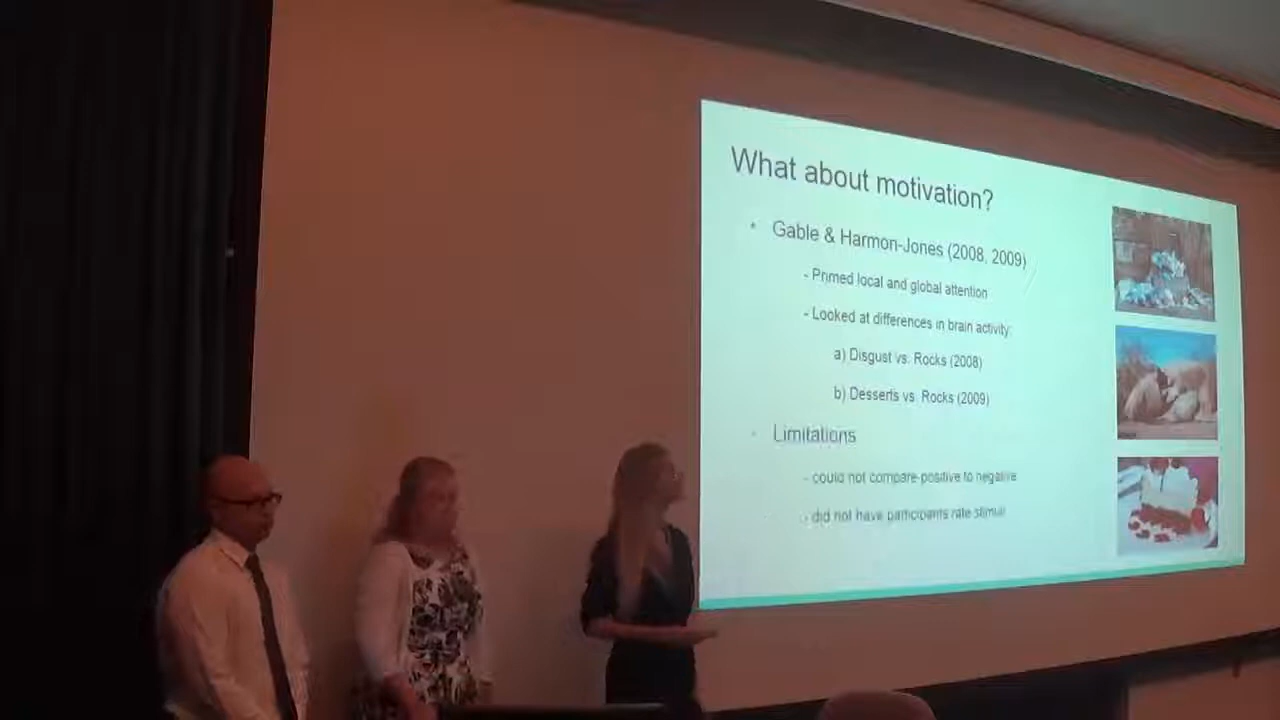 What about motivation?
• Gable & Harmon-Jones (2008, 2009)
- Primed local and global attention
- Looked at differences in brain activity:
a) Disgust vs. Rocks (2008)
b) Desserts vs. Rocks (2009)
• Limitations
- could not compare positive to negative
- did not have participants rate stimuli